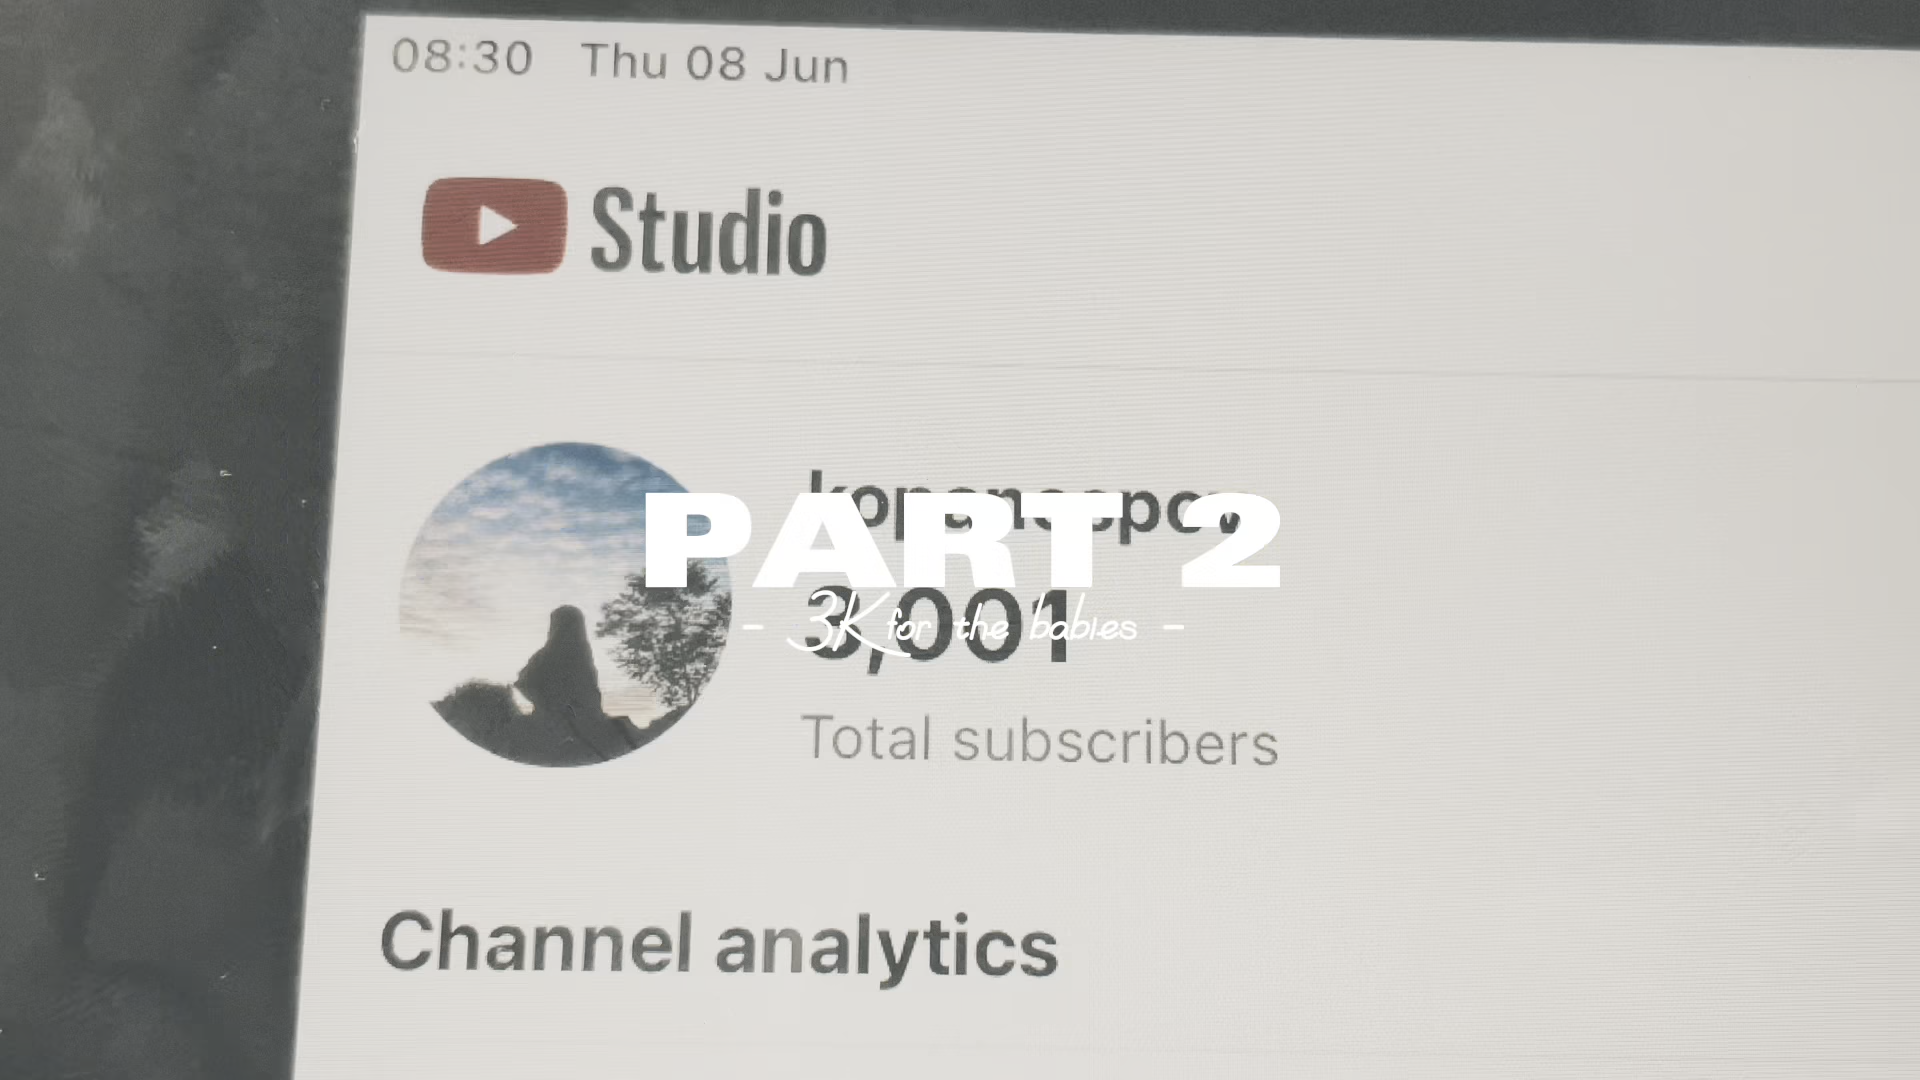 08:30 Thu 08 Jun
Studio
PART 2
3,001
- 3K for the babies -
Total subscribers
Channel analytics